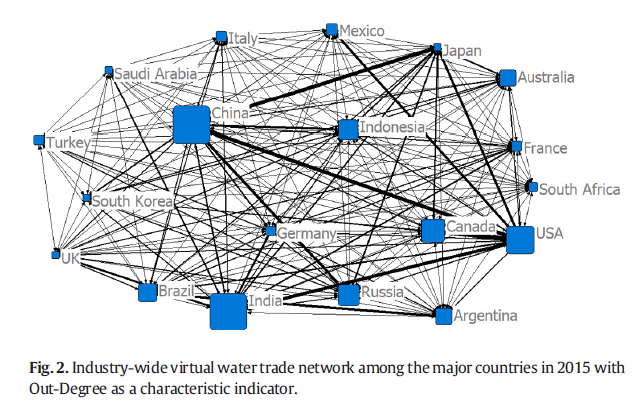 Italy
Mexico
Japan
Saudi Arabia
Australia
China
Indonesia
Turkey
France
South Africa
South Korea
Germany
Canada
USA
UK
Brazil
India
Russia
Argentina
Fig. 2. Industry-wide virtual water trade network among the major countries in 2015 with
Out-Degree as a characteristic indicator.